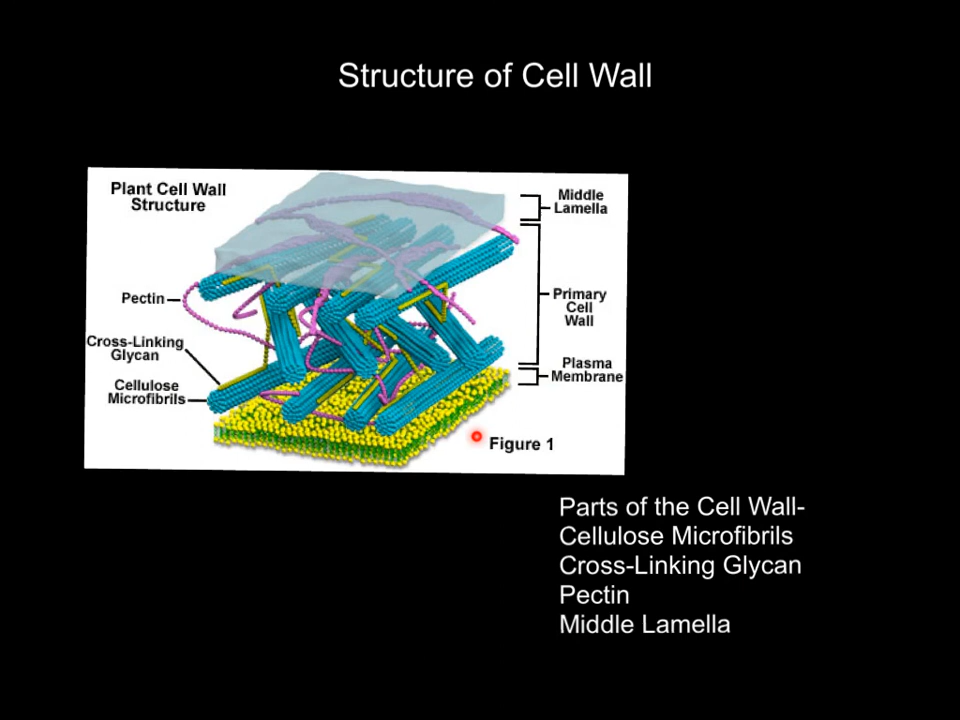 Structure of Cell Wall
Plant Cell Wall
Structure
Middle
Lamella
Pectin
Primary
Cell
Wall
Cross-Linking
Glycan
Plasma
Membrane
Cellulose
Microfibrils
Figure 1
Parts of the Cell Wall-
Cellulose Microfibrils
Cross-Linking Glycan
Pectin
Middle Lamella